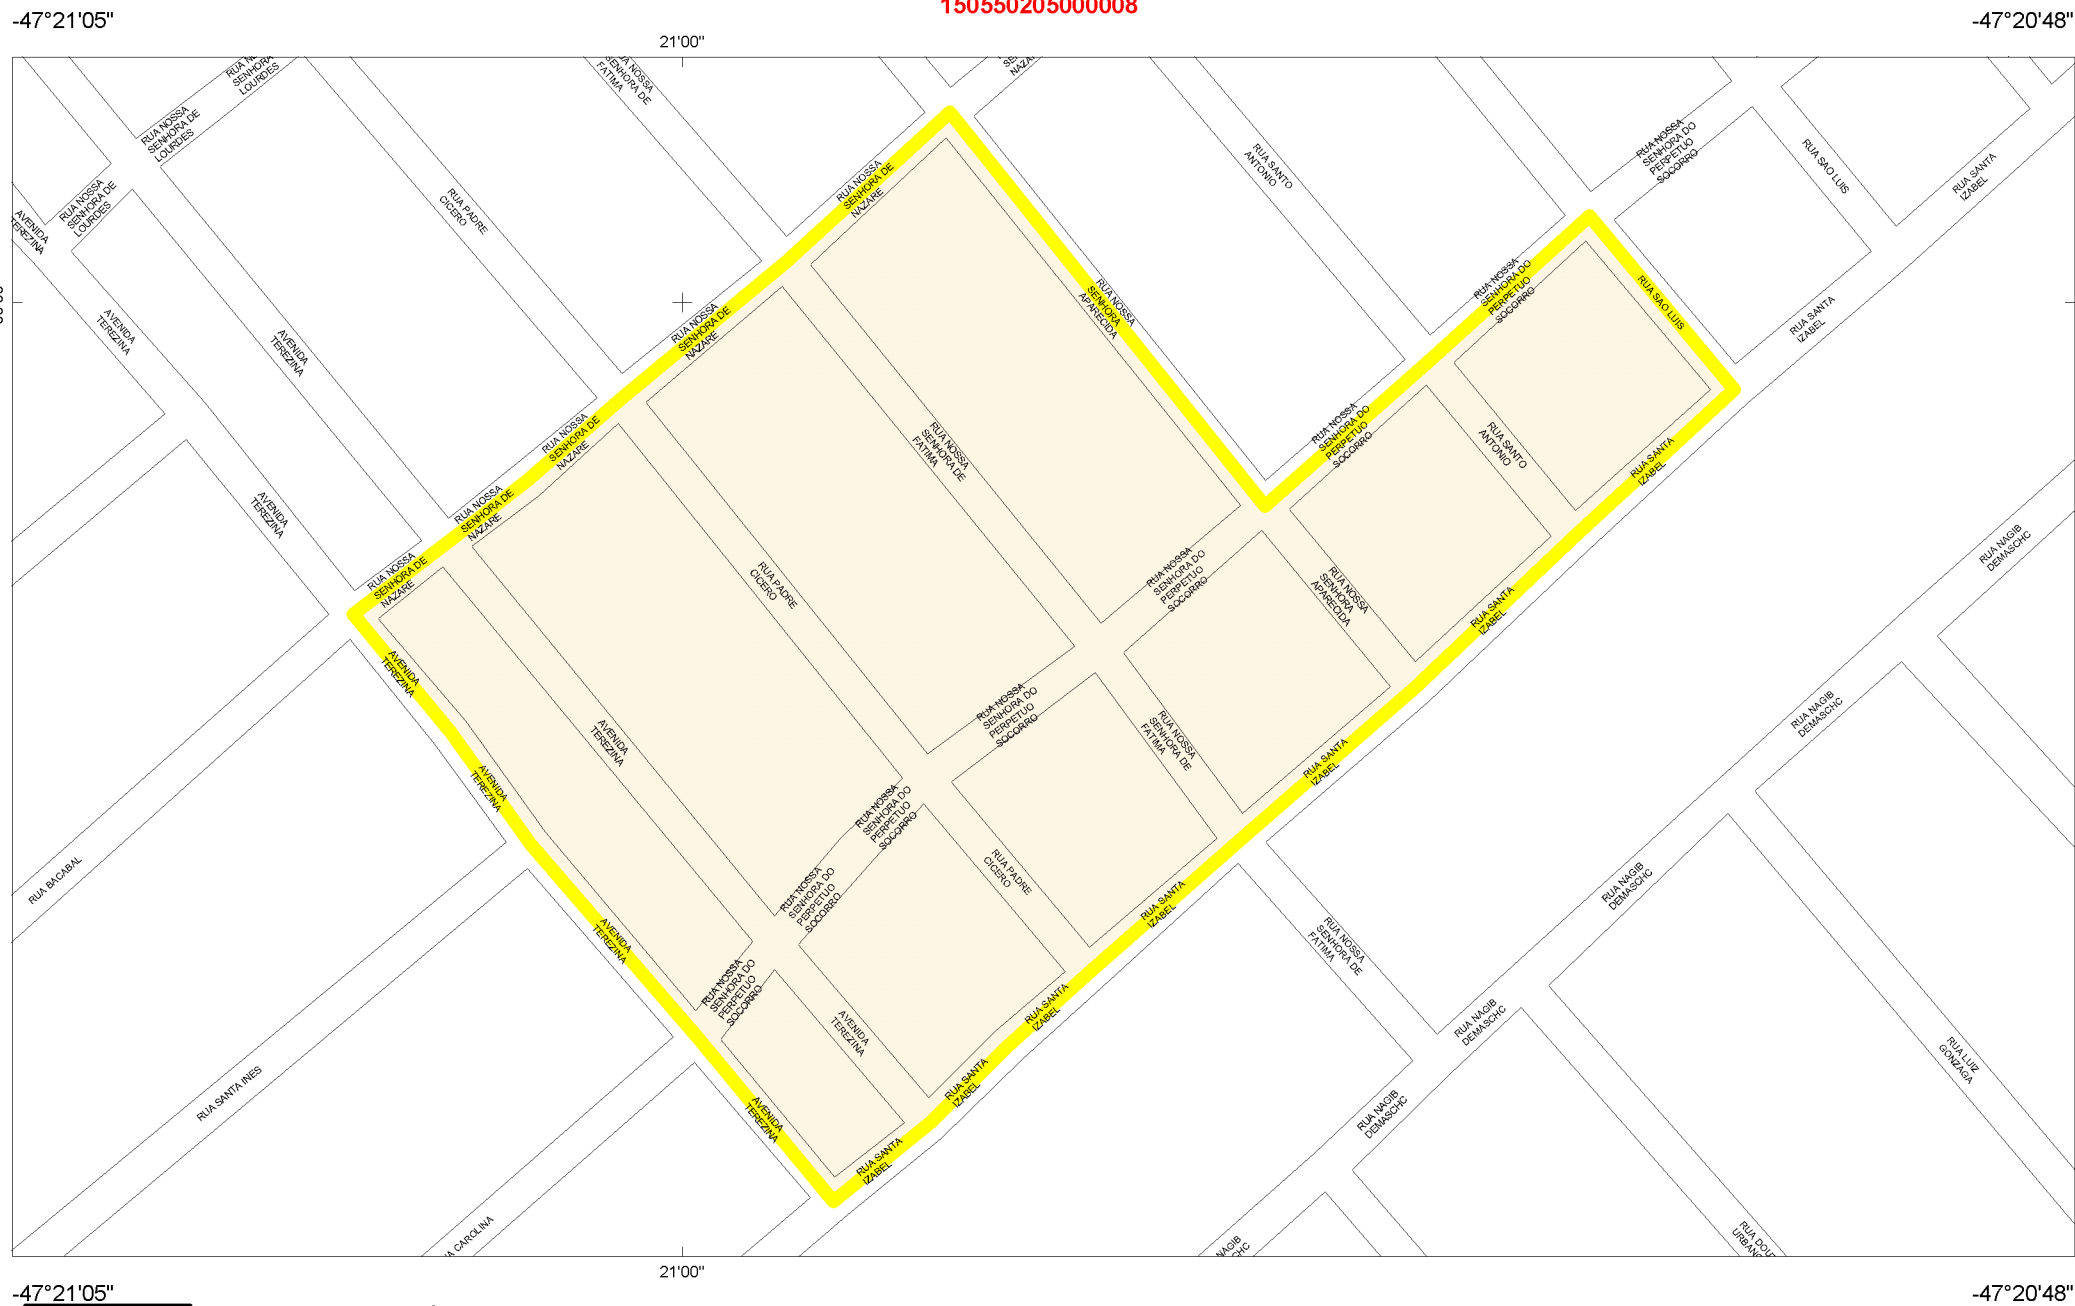 150550205000008
-47°21'05"
-47°20'48"
21'00"
SENHORA
LOURDES
RUA NOSSA
SENHORA DE
LOURDES
RUA NOSSA
SENHORA DE
LOURDES
AVENIDA
TEREZINA
AVENIDA
TEREZINA
AVENIDA
TEREZINA
AVENIDA
TEREZINA
RUA PADRE
CICERO
NOSSA
SENHORA DE
FATIMA
RUA NOSSA
SENHORA DE
NAZARE
RUA NOSSA
SENHORA DE
NAZARE
RUA NOSSA
SENHORA DE
NAZARE
RUA NOSSA
SENHORA DE
NAZARE
RUA NOSSA
SENHORA DE
NAZARE
RUA SANTO
ANTONIO
RUA NOSSA
SENHORA DO
PERPETUO
SOCORRO
RUA SAO LUIS
RUA SANTA
IZABEL
RUA NOSSA
SENHORA
APARECIDA
RUA NOSSA
SENHORA DO
PERPETUO
SOCORRO
RUA SAO LUIS
RUA SANTA
IZABEL
RUA NOSSA
SENHORA DO
PERPETUO
SOCORRO
RUA SANTO
ANTONIO
RUA SANTA
IZABEL
RUA NOSSA
SENHORA DE
FATIMA
RUA PADRE
CICERO
RUA NOSSA
SENHORA DO
PERPETUO
SOCORRO
RUA NOSSA
SENHORA
APARECIDA
RUA SANTA
IZABEL
RUA NAGIB
DEMASCHC
AVENIDA
TEREZINA
AVENIDA
TEREZINA
AVENIDA
TEREZINA
RUA NOSSA
SENHORA DO
PERPETUO
SOCORRO
RUA NOSSA
SENHORA DE
FATIMA
RUA SANTA
IZABEL
RUA NAGIB
DEMASCHC
RUA NOSSA
SENHORA DO
PERPETUO
SOCORRO
RUA NOSSA
SENHORA DO
PERPETUO
SOCORRO
RUA PADRE
CICERO
RUA SANTA
IZABEL
RUA NAGIB
DEMASCHC
RUA BACABAL
AVENIDA
TEREZINA
RUA NOSSA
SENHORA DO
PERPETUO
SOCORRO
AVENIDA
TEREZINA
RUA SANTA
IZABEL
RUA NOSSA
SENHORA DE
FATIMA
RUA NAGIB
DEMASCHC
RUA LUIZ
GONZAGA
RUA SANTA INES
AVENIDA
TEREZINA
RUA SANTA
IZABEL
RUA NAGIB
DEMASCHC
RUA SANTA
IZABEL
CAROLINA
NAGIB
21'00"
-47°21'05"
-47°20'48"